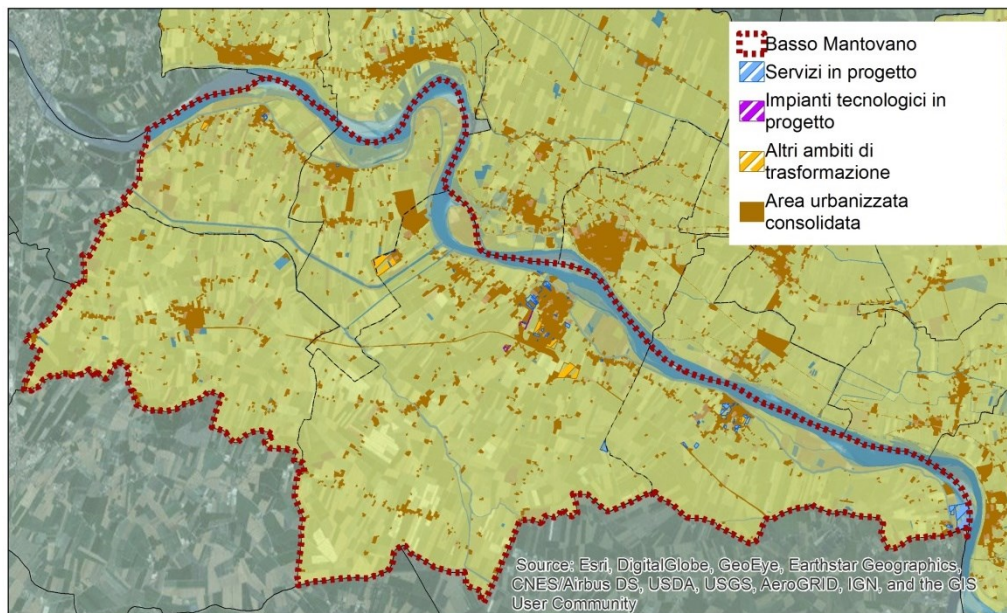 Basso Mantovano
Servizi in progetto
Impianti tecnologici in
progetto
Altri ambiti di
trasformazione
Area urbanizzata
consolidata
Source: Esri, DigitalGlobe, GeoEye, Earthstar Geographics,
CNES/Airbus DS, USDA, USGS, AeroGRID, IGN, and the GIS
User Community